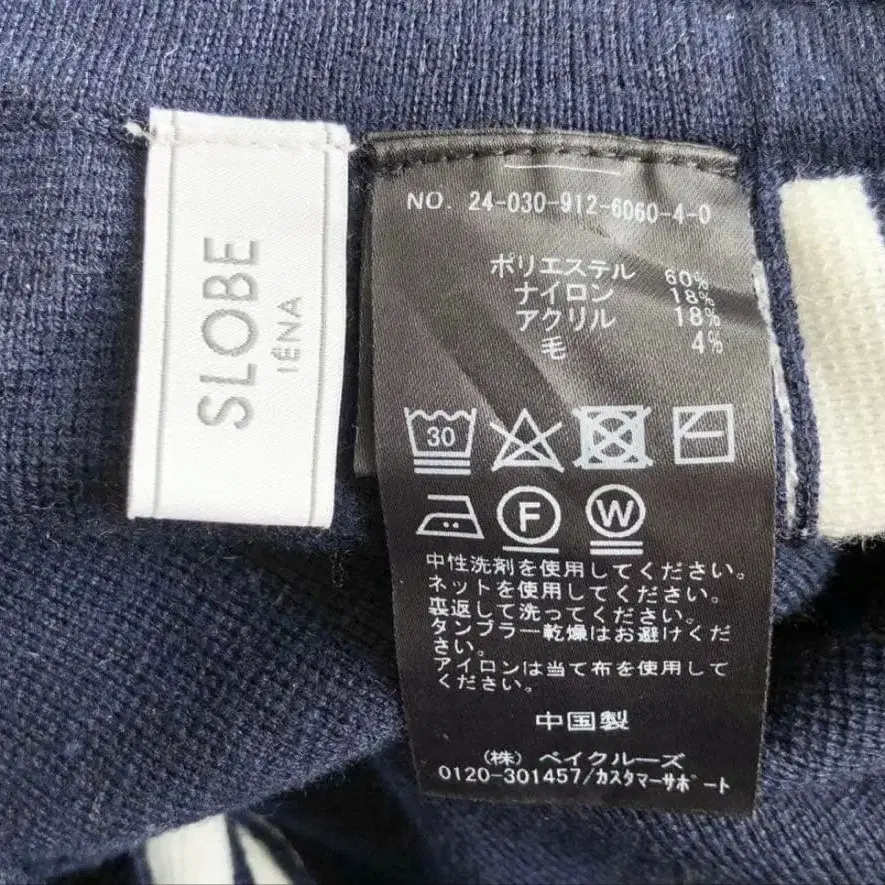 SLOBE
IÉNA
NO. 24-030-912-6060-4-0
ポリエステル 60%
ナイロン 18%
アクリル 18%
毛 4%
30
F W
中性洗剤を使用してください。
ネットを使用してください。
裏返して洗ってください。
タンブラー乾燥はお避けくだ
さい。
アイロンは当て布を使用して
ください。
中国製
(株) ベイクルーズ
0120-301457/カスタマーサポート